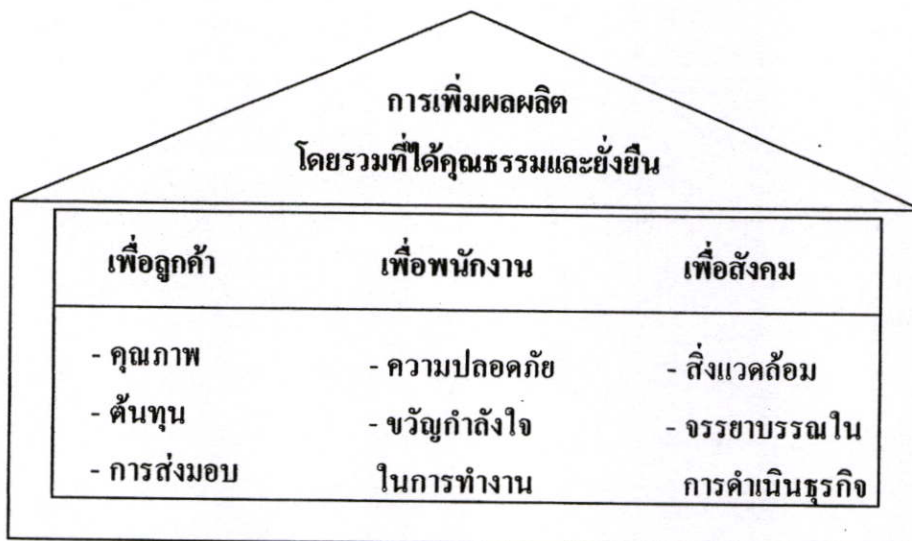 การเพิ่มผลผลิต
โดยรวมที่ได้คุณธรรมและยั่งยืน
เพื่อลูกค้า
เพื่อพนักงาน
เพื่อสังคม
- คุณภาพ
- ต้นทุน
- การส่งมอบ
- ความปลอดภัย
- ขวัญกำลังใจ
ในการทำงาน
- สิ่งแวดล้อม
- จรรยาบรรณใน
การดำเนินธุรกิจ